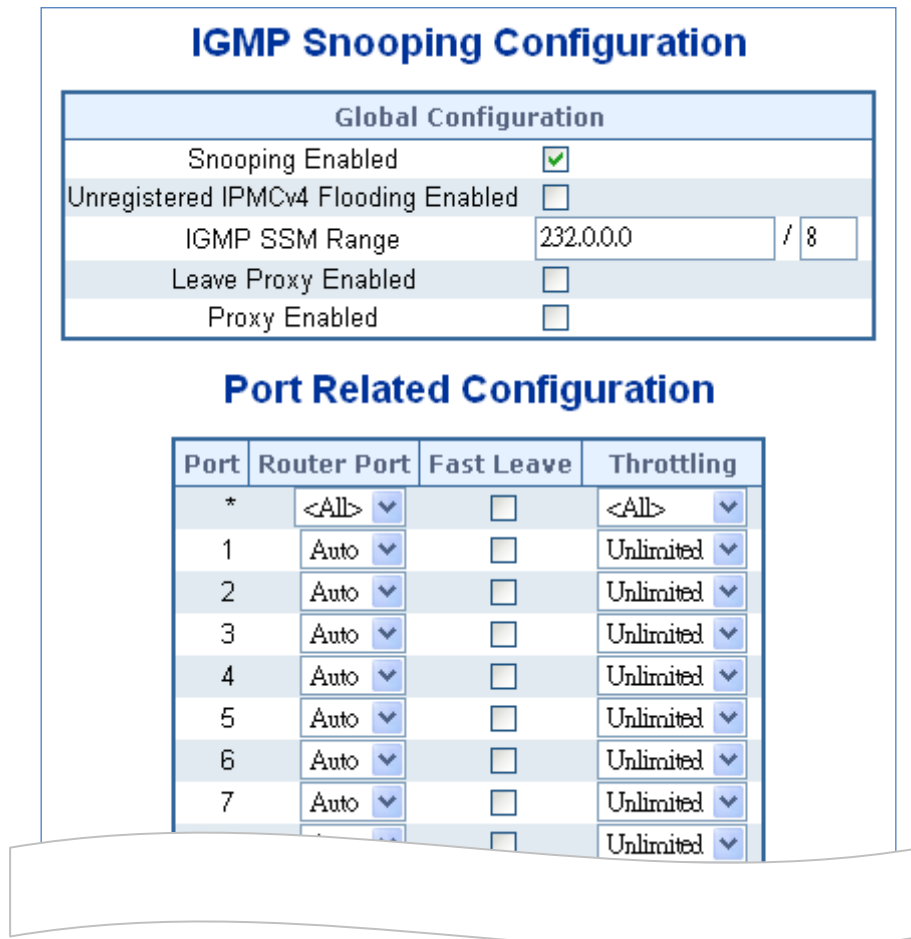 IGMP Snooping Configuration
Global Configuration
Snooping Enabled
Unregistered IPMCv4 Flooding Enabled
IGMP SSM Range 232.0.0.0 / 8
Leave Proxy Enabled
Proxy Enabled
Port Related Configuration
Port Router Port Fast Leave Throttling
* <All> <All>
1 Auto Unlimited
2 Auto Unlimited
3 Auto Unlimited
4 Auto Unlimited
5 Auto Unlimited
6 Auto Unlimited
7 Auto Unlimited
Unlimited